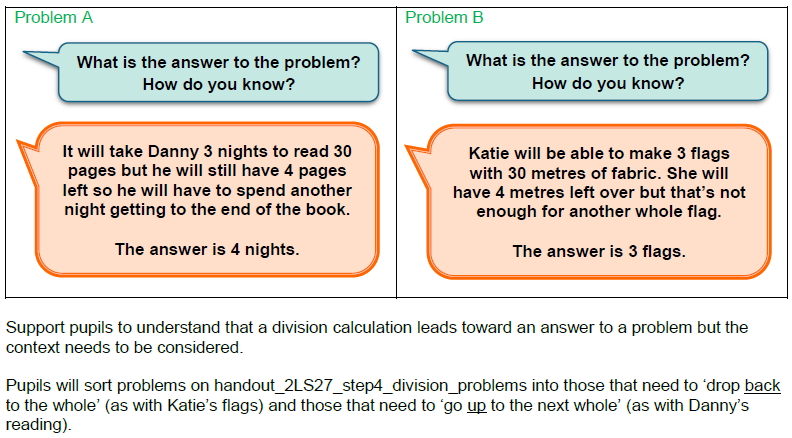 Problem A
What is the answer to the problem?
How do you know?
It will take Danny 3 nights to read 30
pages but he will still have 4 pages
left so he will have to spend another
night getting to the end of the book.
The answer is 4 nights.
Problem B
What is the answer to the problem?
How do you know?
Katie will be able to make 3 flags
with 30 metres of fabric. She will
have 4 metres left over but that's not
enough for another whole flag.
The answer is 3 flags.
Support pupils to understand that a division calculation leads toward an answer to a problem but the
context needs to be considered.
Pupils will sort problems on handout_2LS27_step4_division_problems into those that need to 'drop back
to the whole' (as with Katie's flags) and those that need to 'go up to the next whole' (as with Danny's
reading).